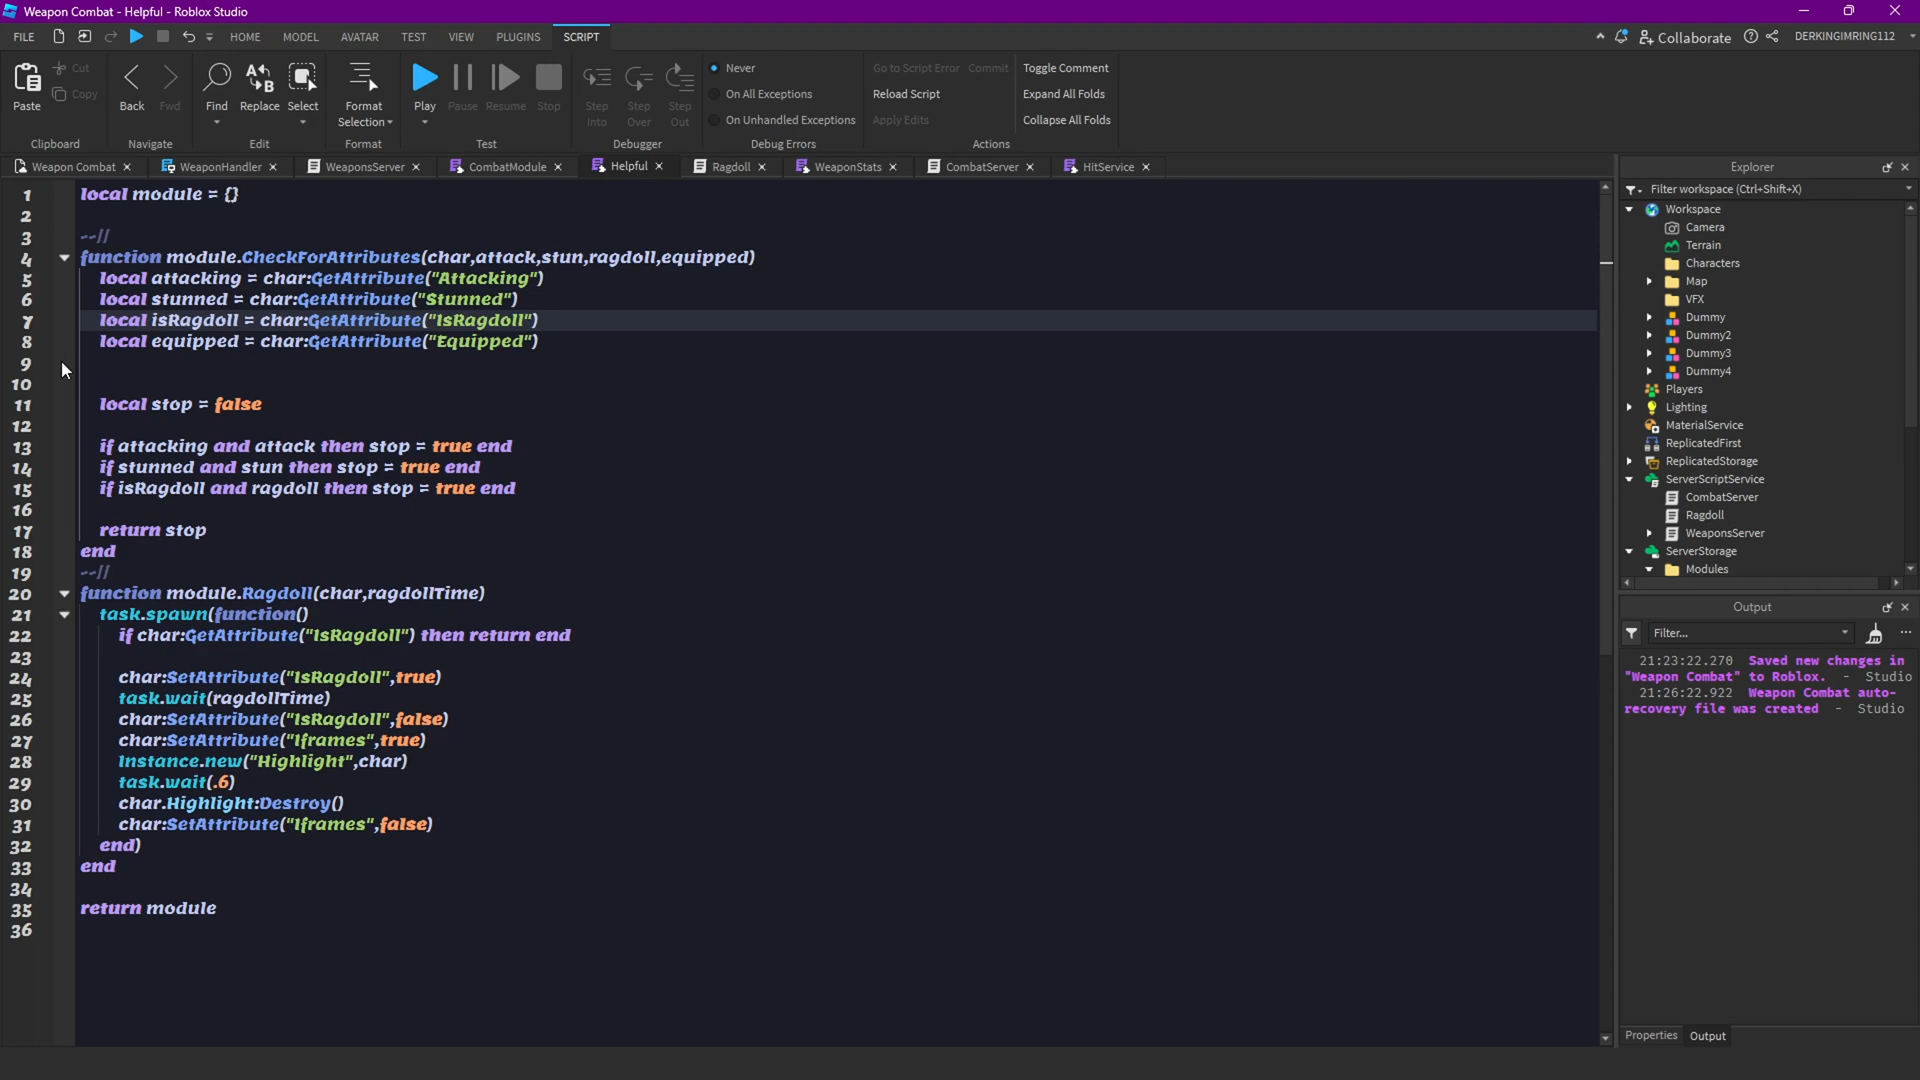 Weapon Combat - Helpful - Roblox Studio
FILE HOME MODEL AVATAR TEST VIEW PLUGINS SCRIPT Collaborate DERKINGIMRING112
Paste Cut Copy Back Fwd Find Replace Select Format Selection Play Pause Resume Stop Step Into Step Over Step Out
Never Go to Script Error Commit Toggle Comment
On All Exceptions Reload Script Expand All Folds
On Unhandled Exceptions Apply Edits Collapse All Folds
Clipboard Navigate Edit Format Test Debugger Debug Errors Actions
Weapon Combat WeaponHandler WeaponsServer CombatModule Helpful Ragdoll WeaponStats CombatServer HitService
1 local module = {}
2
3 --//
4 function module.CheckForAttributes(char,attack,stun,ragdoll,equipped)
5 local attacking = char:GetAttribute("Attacking")
6 local stunned = char:GetAttribute("Stunned")
7 local isRagdoll = char:GetAttribute("IsRagdoll")
8 local equipped = char:GetAttribute("Equipped")
9
10
11 local stop = false
12
13 if attacking and attack then stop = true end
14 if stunned and stun then stop = true end
15 if isRagdoll and ragdoll then stop = true end
16
17 return stop
18 end
19 --//
20 function module.Ragdoll(char,ragdollTime)
21 task.spawn(function()
22 if char:GetAttribute("IsRagdoll") then return end
23
24 char:SetAttribute("IsRagdoll",true)
25 task.wait(ragdollTime)
26 char:SetAttribute("IsRagdoll",false)
27 char:SetAttribute("Iframes",true)
28 Instance.new("Highlight",char)
29 task.wait(.6)
30 char.Highlight:Destroy()
31 char:SetAttribute("Iframes",false)
32 end)
33 end
34
35 return module
36
Explorer
Filter workspace (Ctrl+Shift+X)
Workspace
Camera
Terrain
Characters
Map
VFX
Dummy
Dummy2
Dummy3
Dummy4
Players
Lighting
MaterialService
ReplicatedFirst
ReplicatedStorage
ServerScriptService
CombatServer
Ragdoll
WeaponsServer
ServerStorage
Modules
Output
Filter...
21:23:22.270 Saved new changes in
"Weapon Combat" to Roblox. - Studio
21:26:22.922 Weapon Combat auto-
recovery file was created - Studio
Properties Output